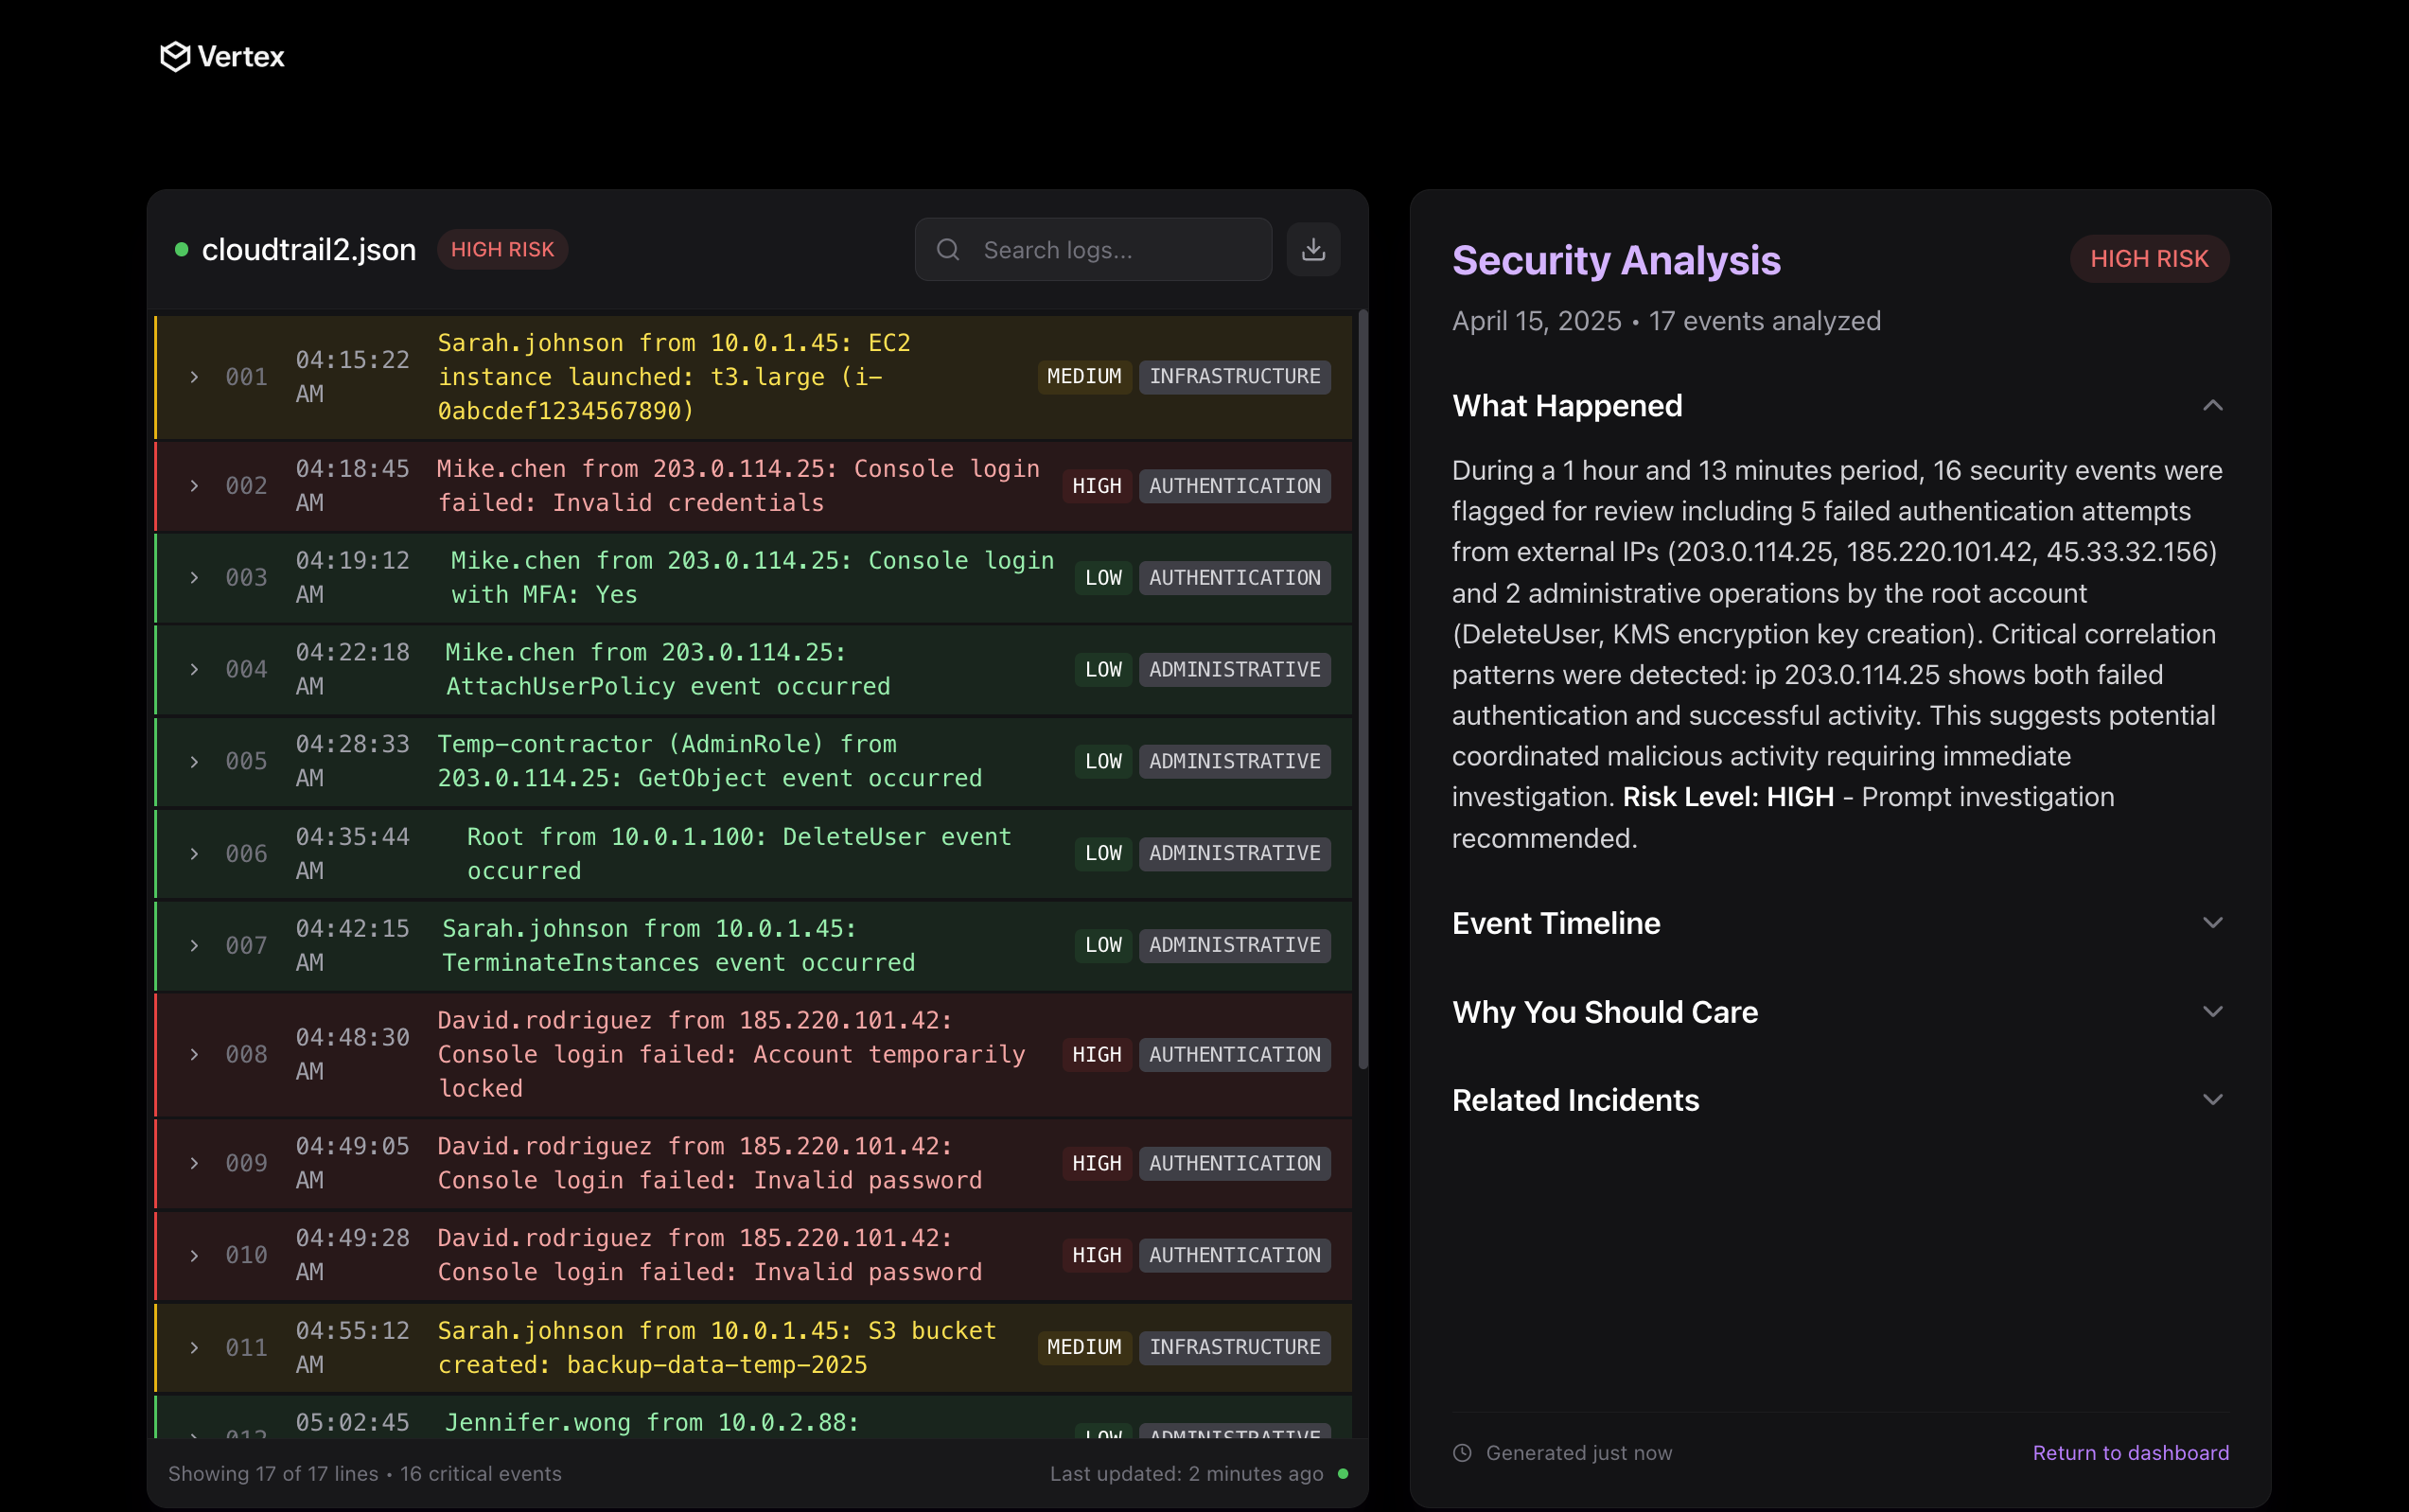 Vertex
cloudtrail2.json
HIGH RISK
Search logs...
001
04:15:22
AM
Sarah.johnson from 10.0.1.45: EC2
instance launched: t3.large (i-
0abcdef1234567890)
MEDIUM
INFRASTRUCTURE
002
04:18:45
AM
Mike.chen from 203.0.114.25: Console login
failed: Invalid credentials
HIGH
AUTHENTICATION
003
04:19:12
AM
Mike.chen from 203.0.114.25: Console login
with MFA: Yes
LOW
AUTHENTICATION
004
04:22:18
AM
Mike.chen from 203.0.114.25:
AttachUserPolicy event occurred
LOW
ADMINISTRATIVE
005
04:28:33
AM
Temp-contractor (AdminRole) from
203.0.114.25: GetObject event occurred
LOW
ADMINISTRATIVE
006
04:35:44
AM
Root from 10.0.1.100: DeleteUser event
occurred
LOW
ADMINISTRATIVE
007
04:42:15
AM
Sarah.johnson from 10.0.1.45:
TerminateInstances event occurred
LOW
ADMINISTRATIVE
008
04:48:30
AM
David.rodriguez from 185.220.101.42:
Console login failed: Account temporarily
locked
HIGH
AUTHENTICATION
009
04:49:05
AM
David.rodriguez from 185.220.101.42:
Console login failed: Invalid password
HIGH
AUTHENTICATION
010
04:49:28
AM
David.rodriguez from 185.220.101.42:
Console login failed: Invalid password
HIGH
AUTHENTICATION
011
04:55:12
AM
Sarah.johnson from 10.0.1.45: S3 bucket
created: backup-data-temp-2025
MEDIUM
INFRASTRUCTURE
012
05:02:45
Jennifer.wong from 10.0.2.88:
LOW
ADMINISTRATIVE
Showing 17 of 17 lines • 16 critical events
Last updated: 2 minutes ago
Security Analysis
HIGH RISK
April 15, 2025 • 17 events analyzed
What Happened
During a 1 hour and 13 minutes period, 16 security events were
flagged for review including 5 failed authentication attempts
from external IPs (203.0.114.25, 185.220.101.42, 45.33.32.156)
and 2 administrative operations by the root account
(DeleteUser, KMS encryption key creation). Critical correlation
patterns were detected: ip 203.0.114.25 shows both failed
authentication and successful activity. This suggests potential
coordinated malicious activity requiring immediate
investigation. Risk Level: HIGH - Prompt investigation
recommended.
Event Timeline
Why You Should Care
Related Incidents
Generated just now
Return to dashboard